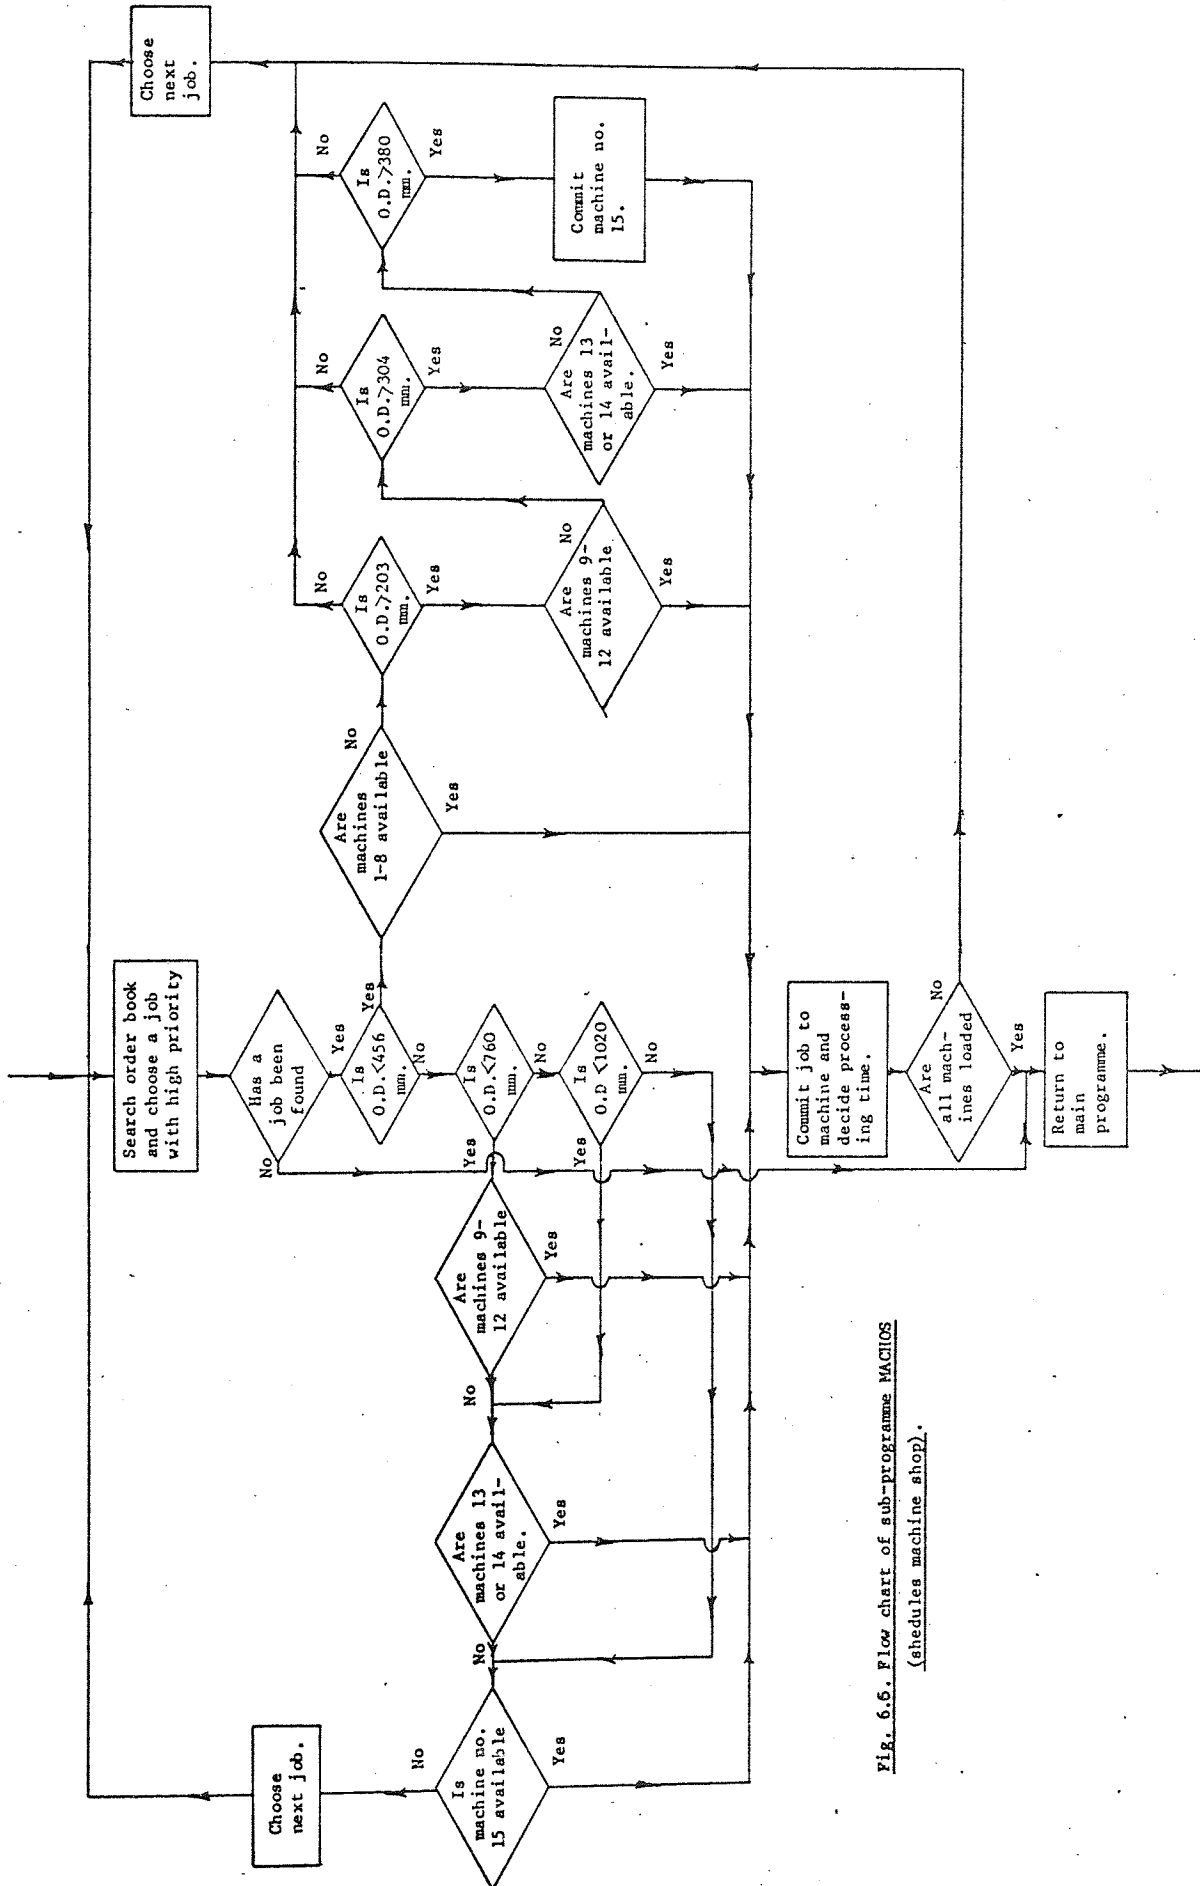 Search order book
and choose a job
with high priority
Has a
job been
found
Yes
No
Is
O.D.<456
mm.
Yes
No
Is
O.D.<760
mm.
Yes
No
Is
O.D<1020
mm.
Yes
No
Are
machines
1-8 available
No
Yes
Is
O.D.>203
mm.
No
Yes
Are
machines 9-
12 available
No
Yes
Is
O.D.>304
mm.
No
Yes
Are
machines 13
or 14 avail-
able.
No
Yes
Is
O.D.>380
mm.
No
Yes
Commit
machine no.
15.
Choose
next
job.
Are
machines 9-
12 available
Yes
No
Are
machines 13
or 14 avail-
able.
Yes
No
Is
machine no.
15 available
Yes
No
Choose
next job.
Commit job to
machine and
decide process-
ing time.
Are
all mach-
ines loaded
No
Yes
Return to
main
programme.
Fig. 6.6. Flow chart of sub-programme MACHOS
(shedules machine shop).